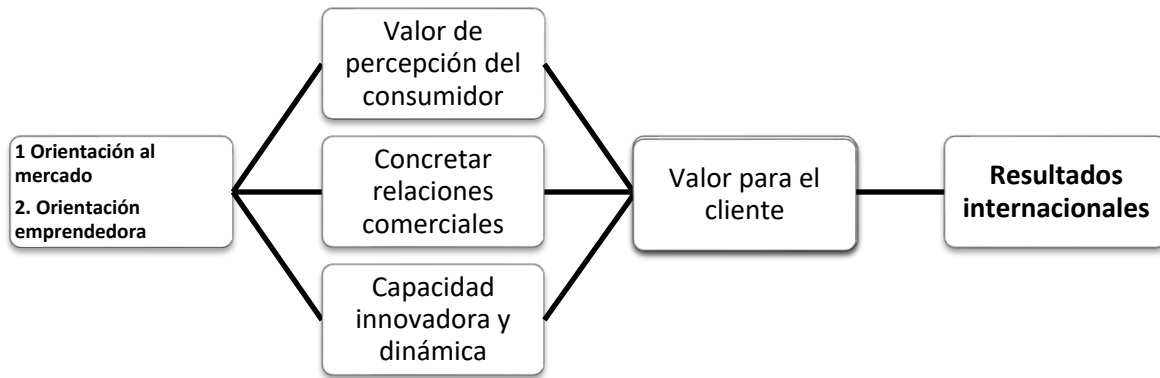 1 Orientación al
mercado
2. Orientación
emprendedora
Valor de
percepción del
consumidor
Concretar
relaciones
comerciales
Capacidad
innovadora y
dinámica
Valor para el
cliente
Resultados
internacionales